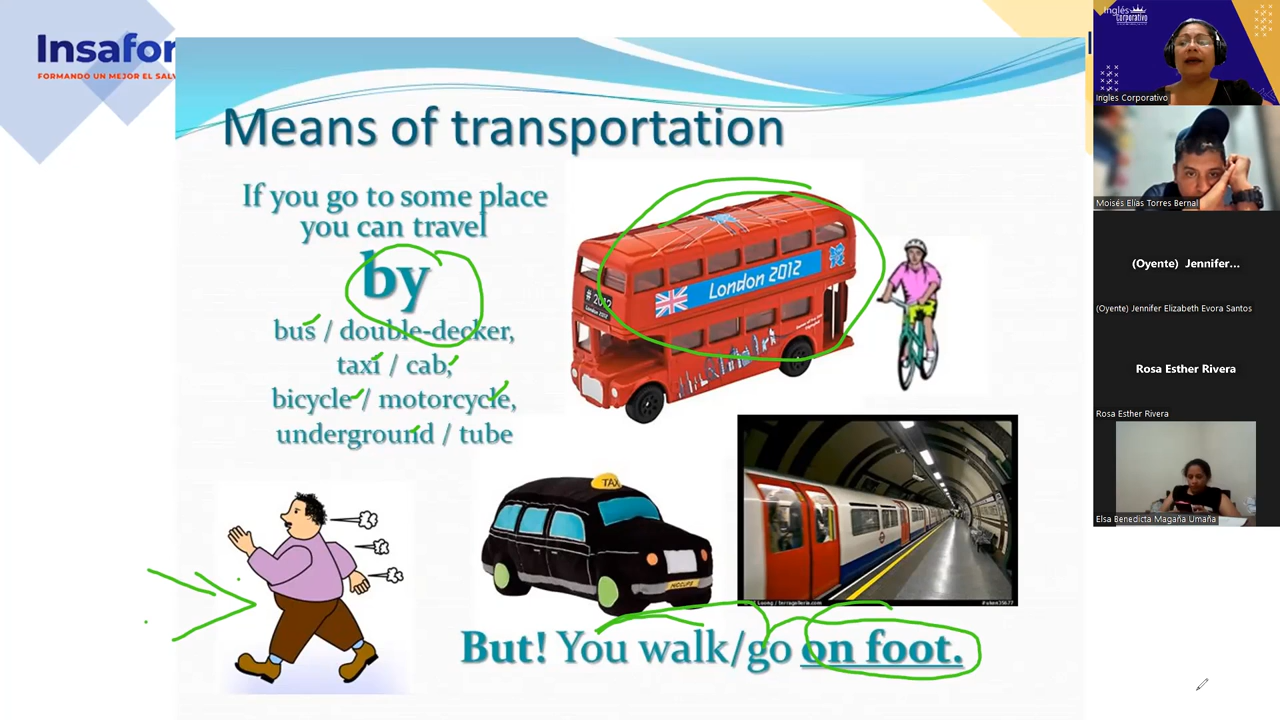 Insafor
FORMANDO UN MEJOR EL SALV
Means of transportation
If you go to some place
you can travel
by
bus / double-decker,
taxi / cab,
bicycle / motorcycle,
underground / tube
London 2012
TAXI
But! You walk/go on foot.
Inglés
Corporativo
Ingles Corporativo
Moisés Elías Torres Bernal
(Oyente) Jennifer...
(Oyente) Jennifer Elizabeth Evora Santos
Rosa Esther Rivera
Rosa Esther Rivera
Elsa Benedicta Magaña Umaña